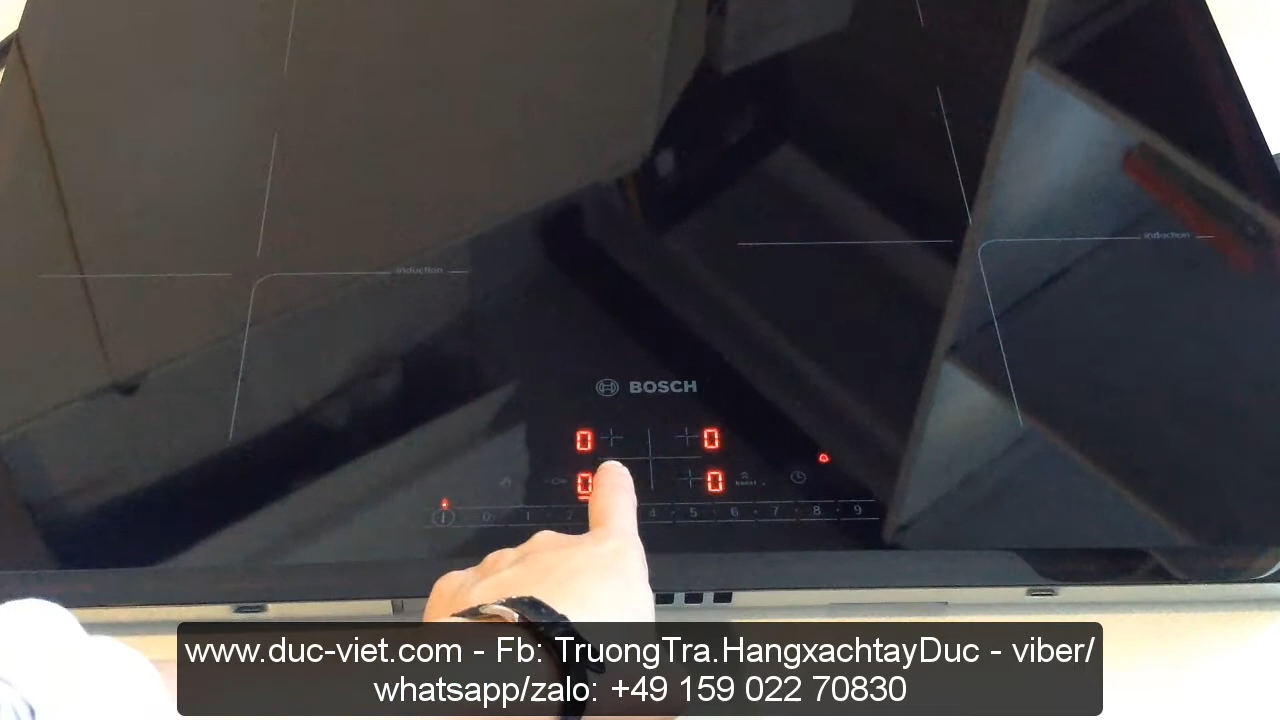 induction
induction
BOSCH
0 0
0 boost 0
0 1 2 4 5 6 7 8 9
www.duc-viet.com - Fb: TruongTra.HangxachtayDuc - viber/
whatsapp/zalo: +49 159 022 70830